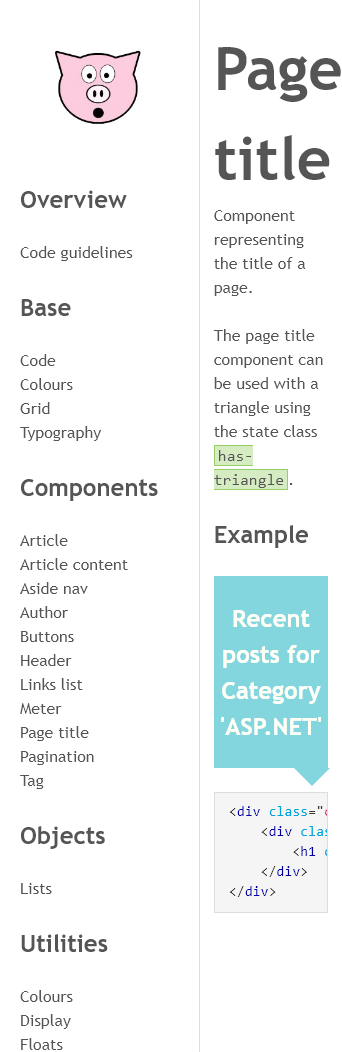 Overview
Code guidelines
Base
Code
Colours
Grid
Typography
Components
Article
Article content
Aside nav
Author
Buttons
Header
Links list
Meter
Page title
Pagination
Tag
Objects
Lists
Utilities
Colours
Display
Floats
Page
title
Component
representing
the title of a
page.
The page title
component can
be used with a
triangle using
the state class
has-
triangle.
Example
Recent
posts for
Category
'ASP.NET'
<div class="
<div clas
<h1
</div>
</div>